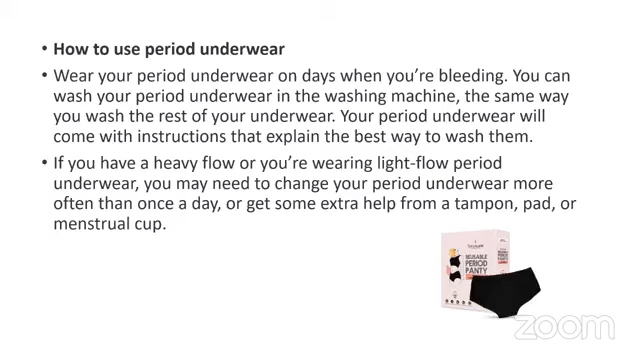 • How to use period underwear
• Wear your period underwear on days when you're bleeding. You can
wash your period underwear in the washing machine, the same way
you wash the rest of your underwear. Your period underwear will
come with instructions that explain the best way to wash them.
• If you have a heavy flow or you're wearing light-flow period
underwear, you may need to change your period underwear more
often than once a day, or get some extra help from a tampon, pad, or
menstrual cup.
REUSABLE
PERIOD
PANTY
zoom